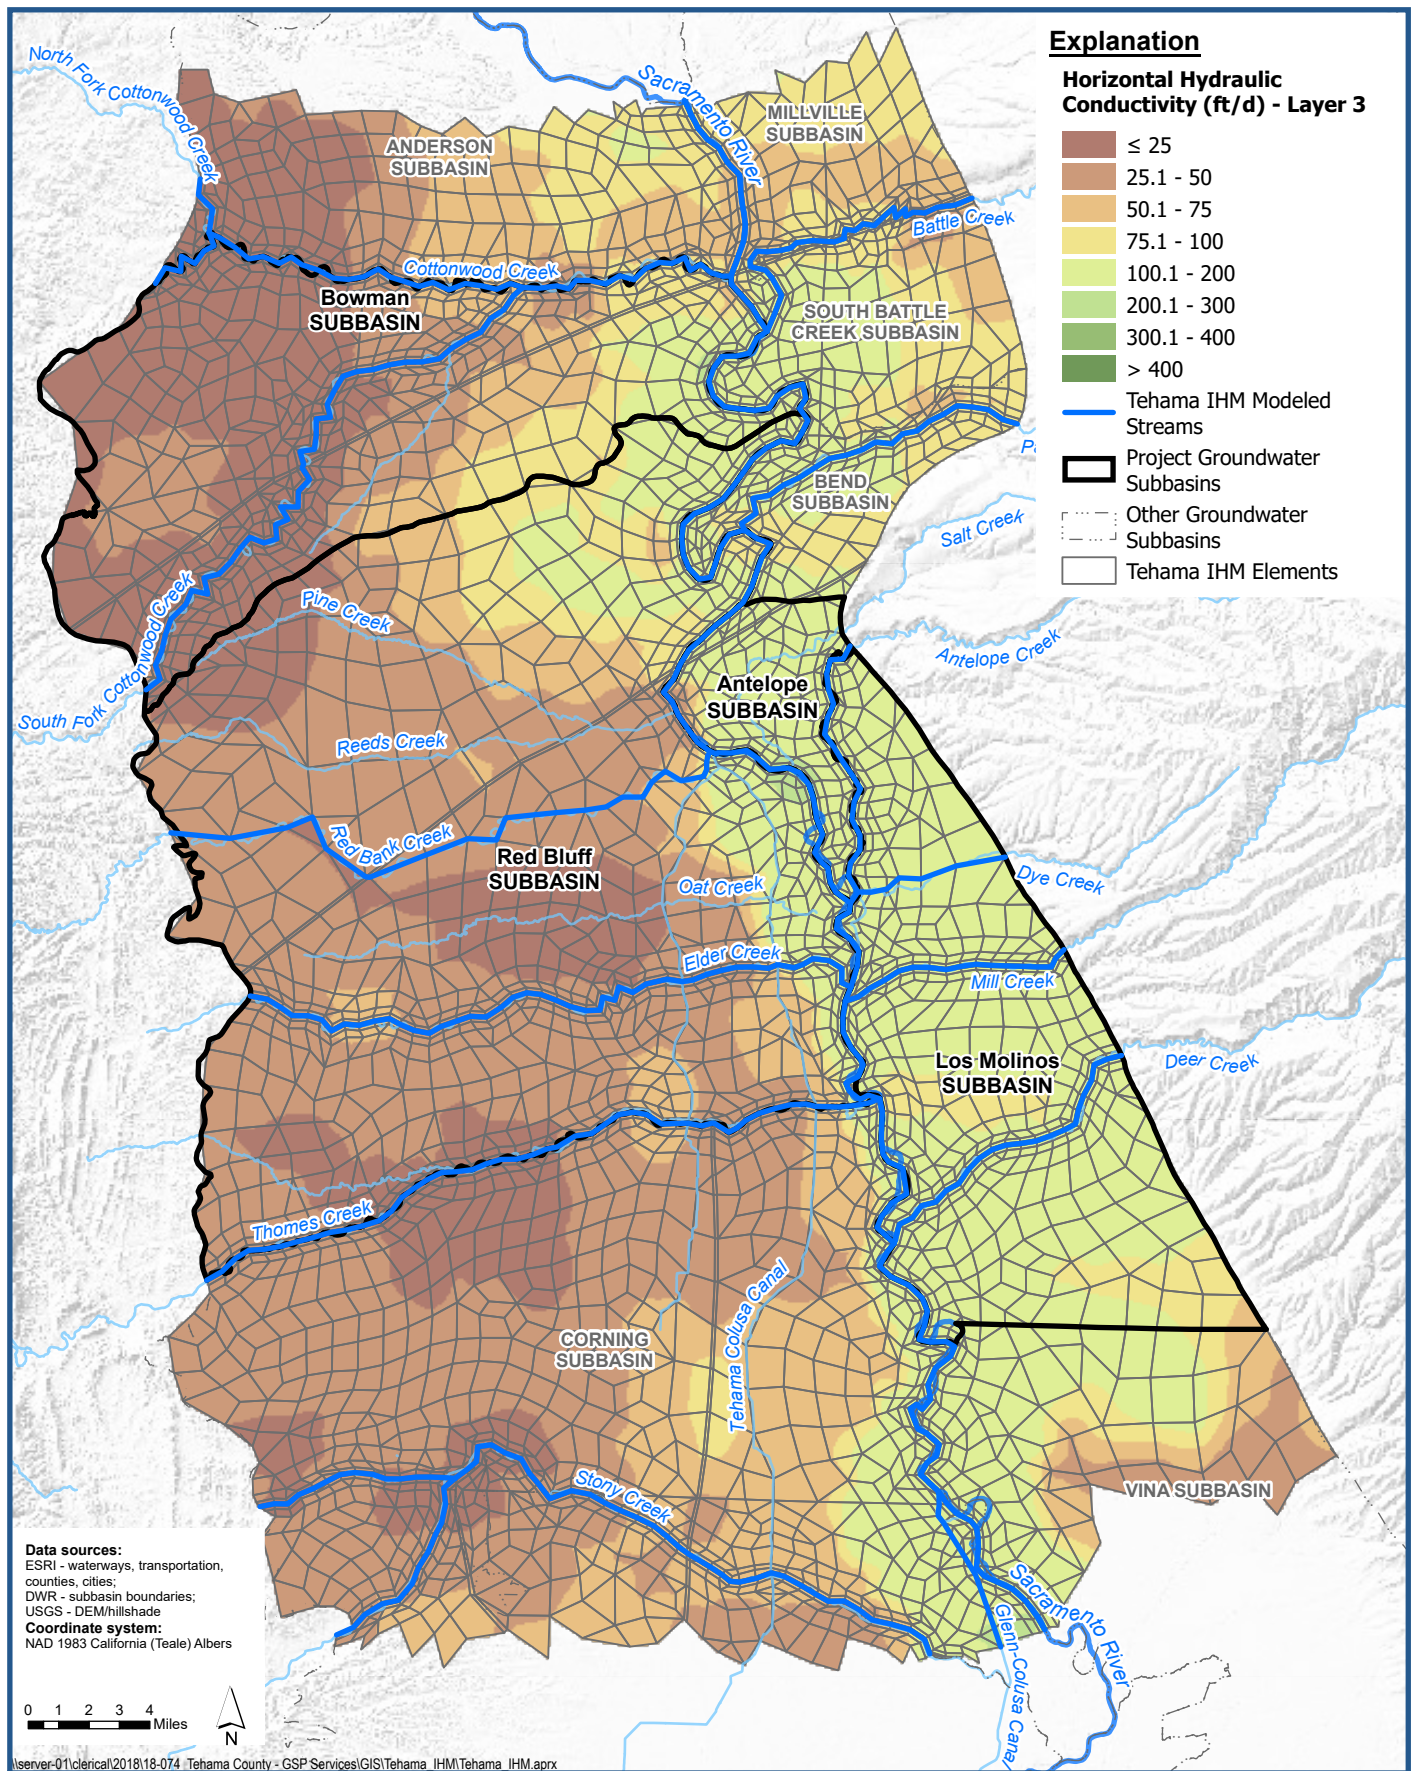 Explanation
Horizontal Hydraulic
Conductivity (ft/d) - Layer 3
≤ 25
25.1 - 50
50.1 - 75
75.1 - 100
100.1 - 200
200.1 - 300
300.1 - 400
> 400
Tehama IHM Modeled
Streams
Project Groundwater
Subbasins
Other Groundwater
Subbasins
Tehama IHM Elements
North Fork Cottonwood Creek
Sacramento River
MILLVILLE
SUBBASIN
ANDERSON
SUBBASIN
Battle Creek
Cottonwood Creek
Bowman
SUBBASIN
SOUTH BATTLE
CREEK SUBBASIN
P
BEND
SUBBASIN
Salt Creek
South Fork Cottonwood Creek
Pine Creek
Antelope Creek
Antelope
SUBBASIN
Reeds Creek
Red Bank Creek
Red Bluff
SUBBASIN
Oat Creek
Dye Creek
Elder Creek
Mill Creek
Los Molinos
SUBBASIN
Deer Creek
Thomes Creek
Tehama Colusa Canal
CORNING
SUBBASIN
Stony Creek
VINA SUBBASIN
Sacramento River
Glenn-Colusa Canal
Data sources:
ESRI - waterways, transportation,
counties, cities;
DWR - subbasin boundaries;
USGS - DEM/hillshade
Coordinate system:
NAD 1983 California (Teale) Albers
0 1 2 3 4
Miles
N
\\server-01\clerical\2018\18-074_Tehama County - GSP Services\GIS\Tehama_IHM\Tehama_IHM.aprx